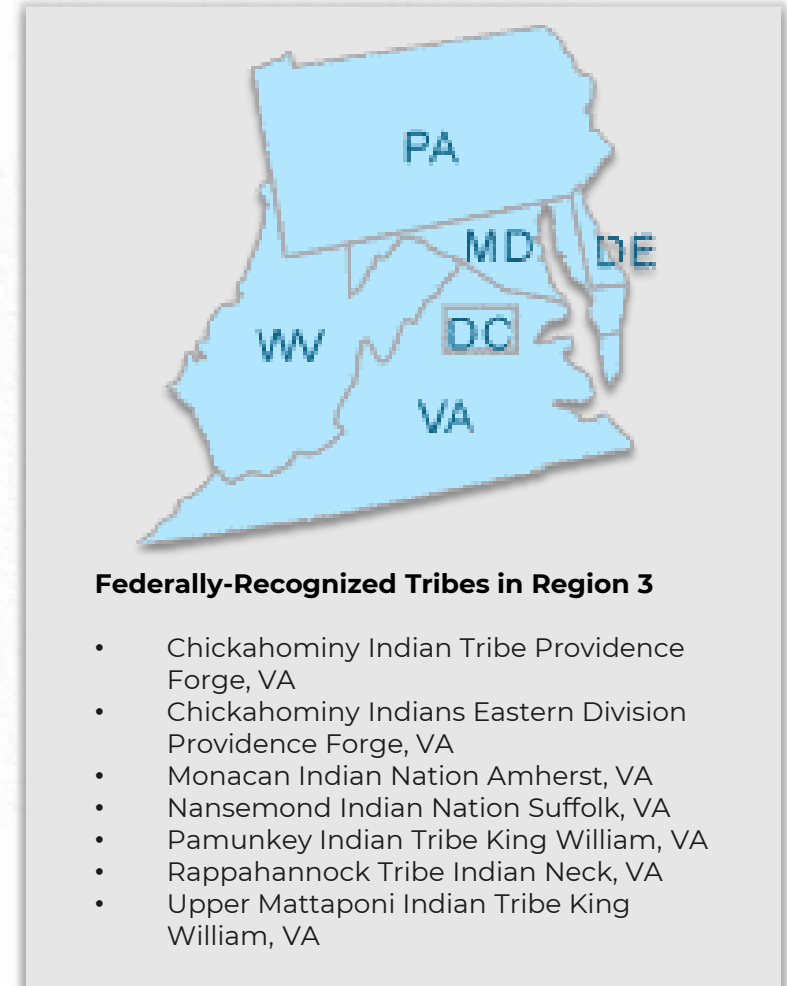 PA
MD
DE
WV
DC
VA
Federally-Recognized Tribes in Region 3
• Chickahominy Indian Tribe Providence
Forge, VA
• Chickahominy Indians Eastern Division
Providence Forge, VA
• Monacan Indian Nation Amherst, VA
• Nansemond Indian Nation Suffolk, VA
• Pamunkey Indian Tribe King William, VA
• Rappahannock Tribe Indian Neck, VA
• Upper Mattaponi Indian Tribe King
William, VA